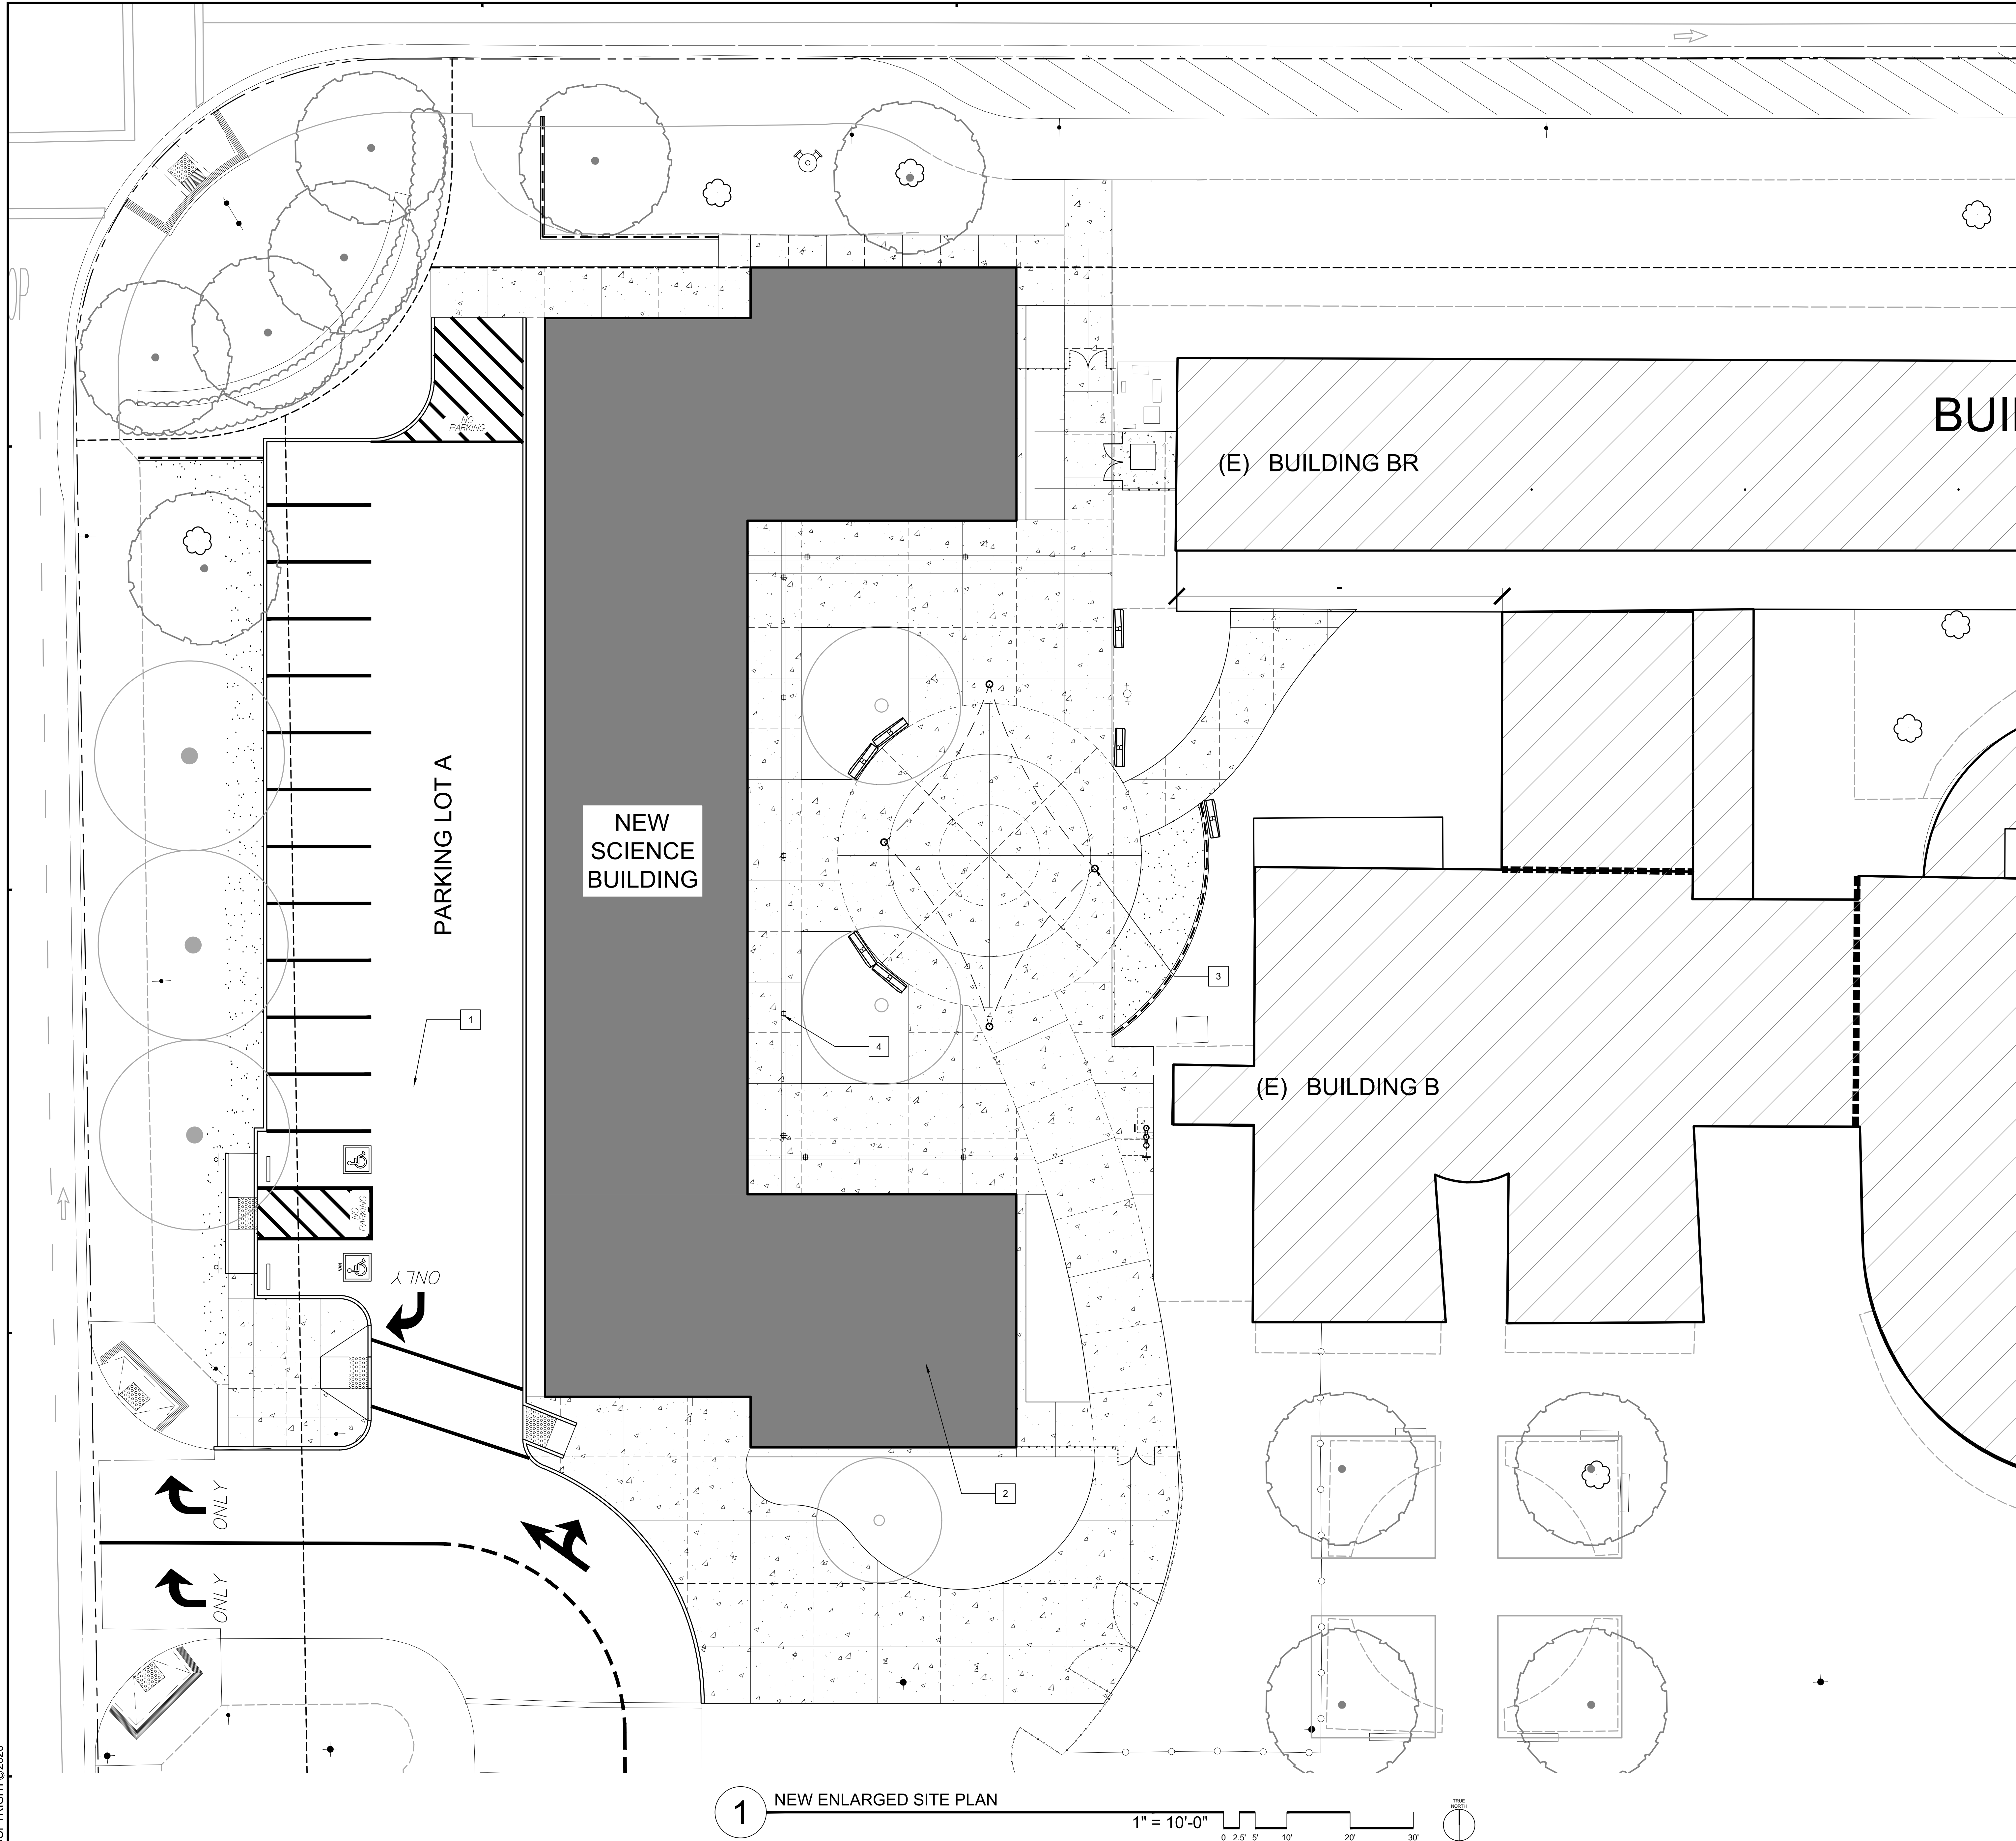 BUI
(E) BUILDING BR
NO
PARKING
PARKING LOT A
NEW
SCIENCE
BUILDING
3
1
4
(E) BUILDING B
NO
PARKING
VAN
ONLY
2
ONLY
ONLY
1
NEW ENLARGED SITE PLAN
1" = 10'-0"
0 2.5' 5' 10' 20' 30'
TRUE
NORTH